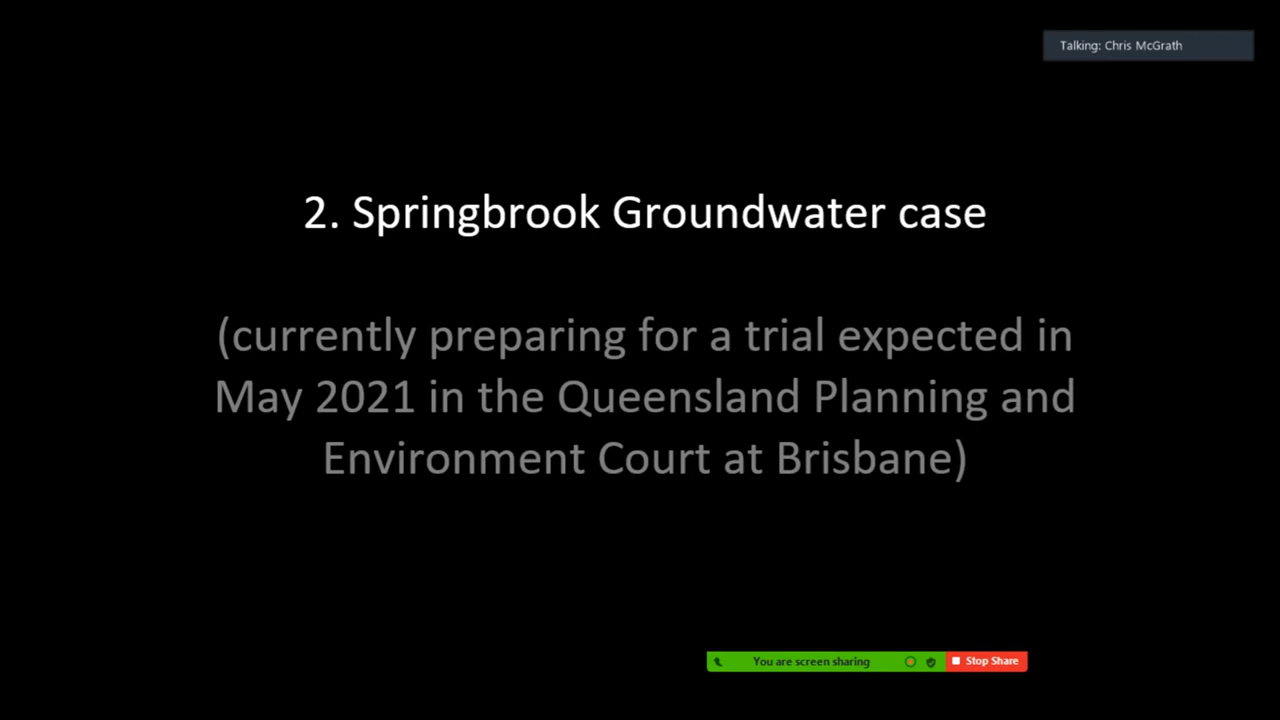 Talking: Chris McGrath
2. Springbrook Groundwater case
(currently preparing for a trial expected in
May 2021 in the Queensland Planning and
Environment Court at Brisbane)
You are screen sharing
Stop Share